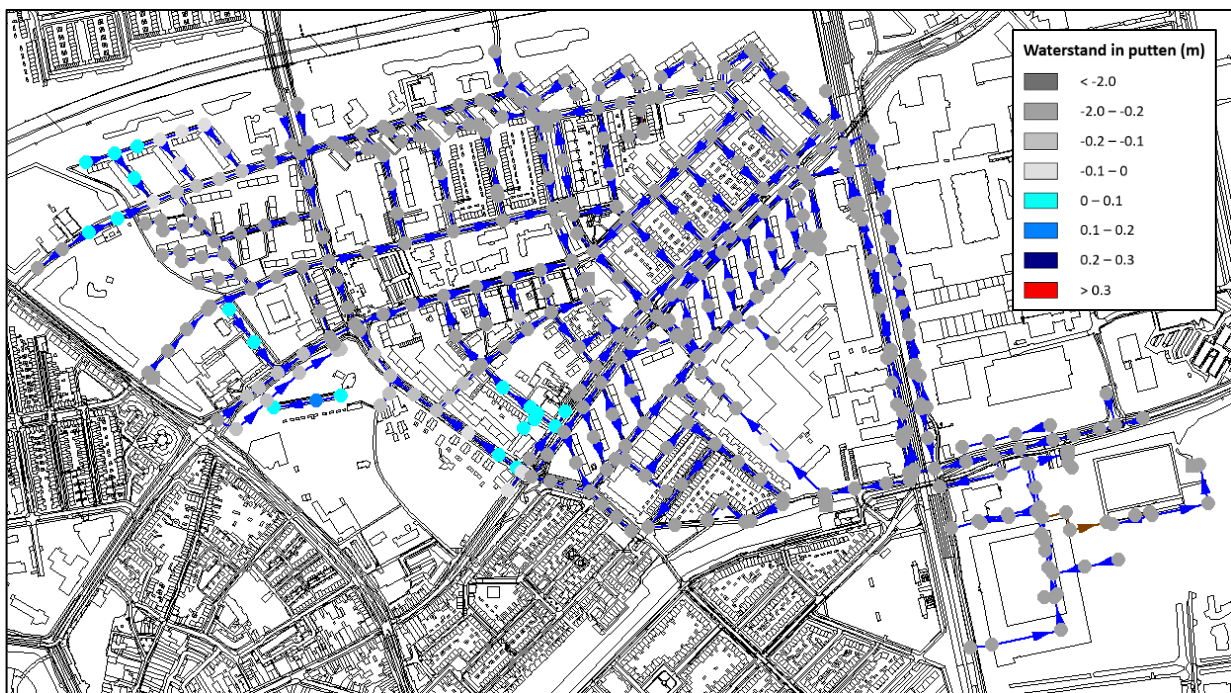 Waterstand in putten (m)
< -2.0
-2.0 – -0.2
-0.2 – -0.1
-0.1 – 0
0 – 0.1
0.1 – 0.2
0.2 – 0.3
> 0.3